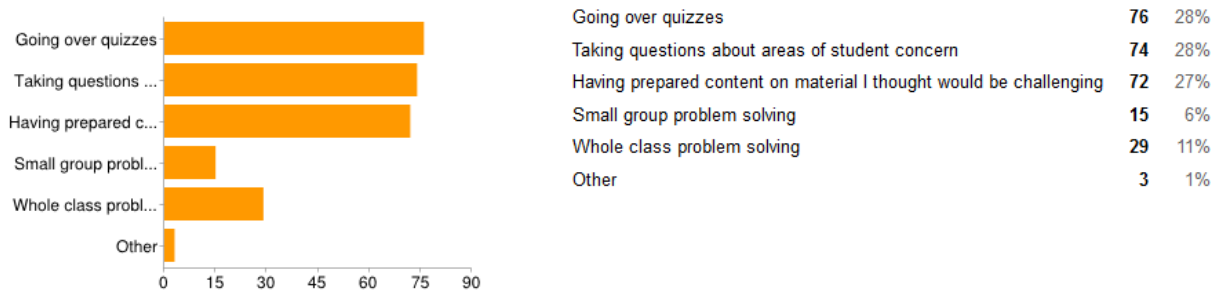 Going over quizzes
Taking questions ...
Having prepared c...
Small group probl...
Whole class probl...
Other
0 15 30 45 60 75 90
Going over quizzes 76 28%
Taking questions about areas of student concern 74 28%
Having prepared content on material I thought would be challenging 72 27%
Small group problem solving 15 6%
Whole class problem solving 29 11%
Other 3 1%